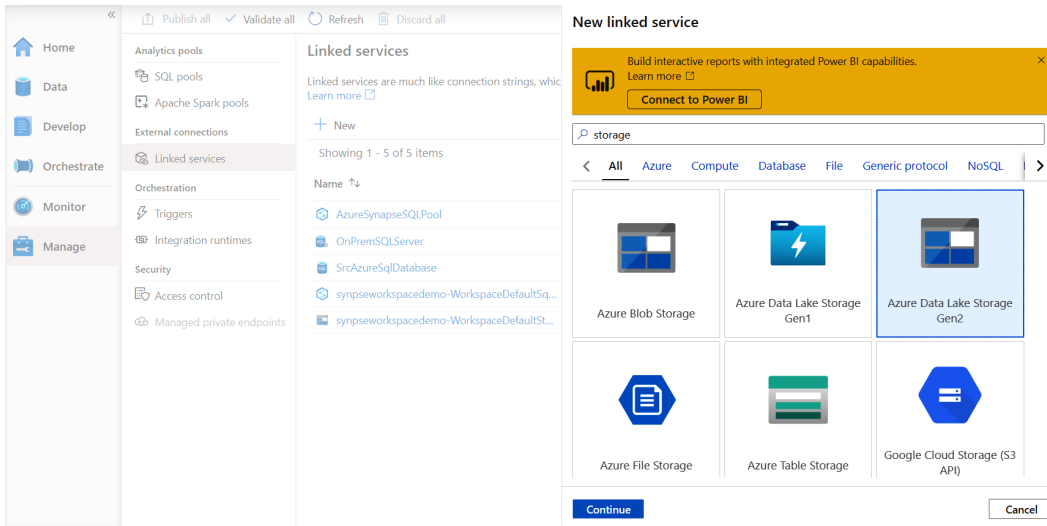 «
Home
Data
Develop
Orchestrate
Monitor
Manage
Publish all
Validate all
Refresh
Discard all
Analytics pools
SQL pools
Apache Spark pools
External connections
Linked services
Orchestration
Triggers
Integration runtimes
Security
Access control
Managed private endpoints
Linked services
Linked services are much like connection strings, whic
Learn more
+ New
Showing 1 - 5 of 5 items
Name ↑↓
AzureSynapseSQLPool
OnPremSQLServer
SrcAzureSqlDatabase
synpseworkspacedemo-WorkspaceDefaultSq...
synpseworkspacedemo-WorkspaceDefaultSt...
New linked service
Build interactive reports with integrated Power BI capabilities.
Learn more
Connect to Power BI
storage
All Azure Compute Database File Generic protocol NoSQL
Azure Blob Storage
Azure Data Lake Storage
Gen1
Azure Data Lake Storage
Gen2
Azure File Storage
Azure Table Storage
Google Cloud Storage (S3
API)
Continue
Cancel